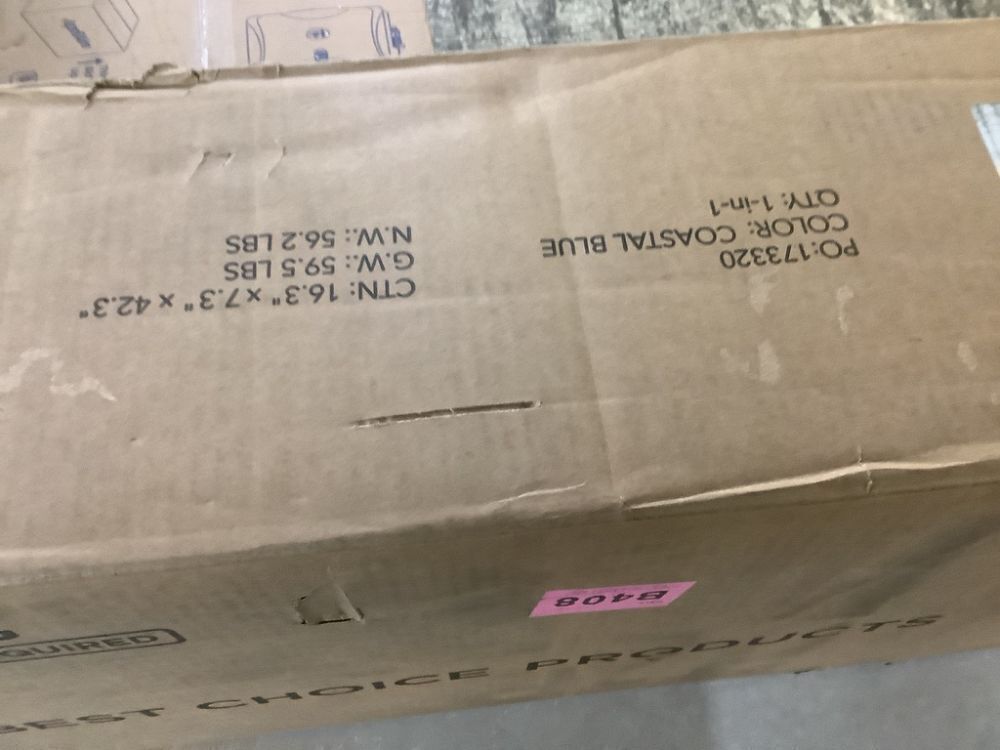 PO:173320
COLOR: COASTAL BLUE
QTY: 1-in-1
CTN: 16.3" x 7.3" x 42.3"
G.W.: 59.5 LBS
N.W.: 56.2 LBS
B408
QUIRED
BEST CHOICE PRODUCTS